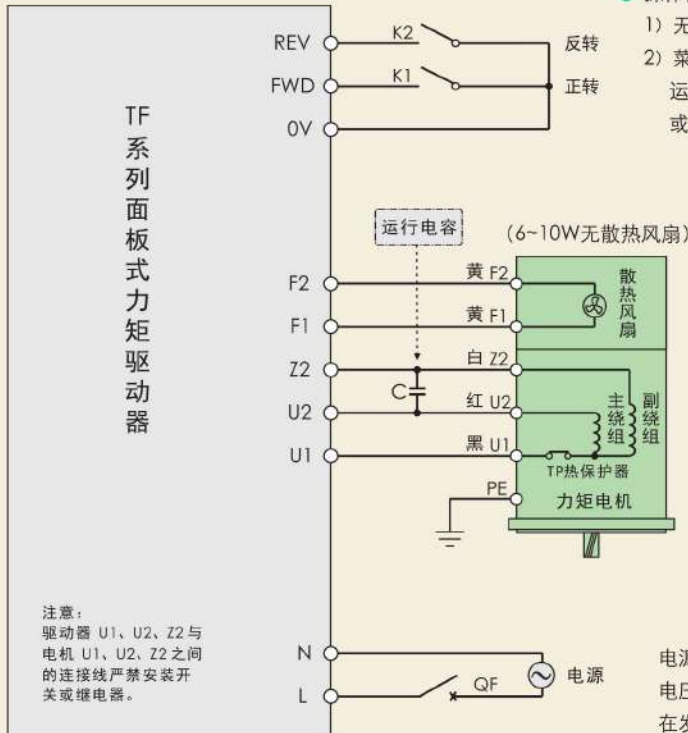 TF系列面板式力矩驱动器
REV
K2
反转
FWD
K1
正转
0V
1）无
2）菜
运
或
运行电容
（6~10W无散热风扇）
F2
黄 F2
散热风扇
F1
黄 F1
Z2
白 Z2
C
U2
红 U2
主绕组
副绕组
U1
黑 U1
TP热保护器
PE
力矩电机
注意：
驱动器 U1、U2、Z2 与
电机 U1、U2、Z2 之间
的连接线严禁安装开
关或继电器。
N
电源
L
QF
电源
电压
在发